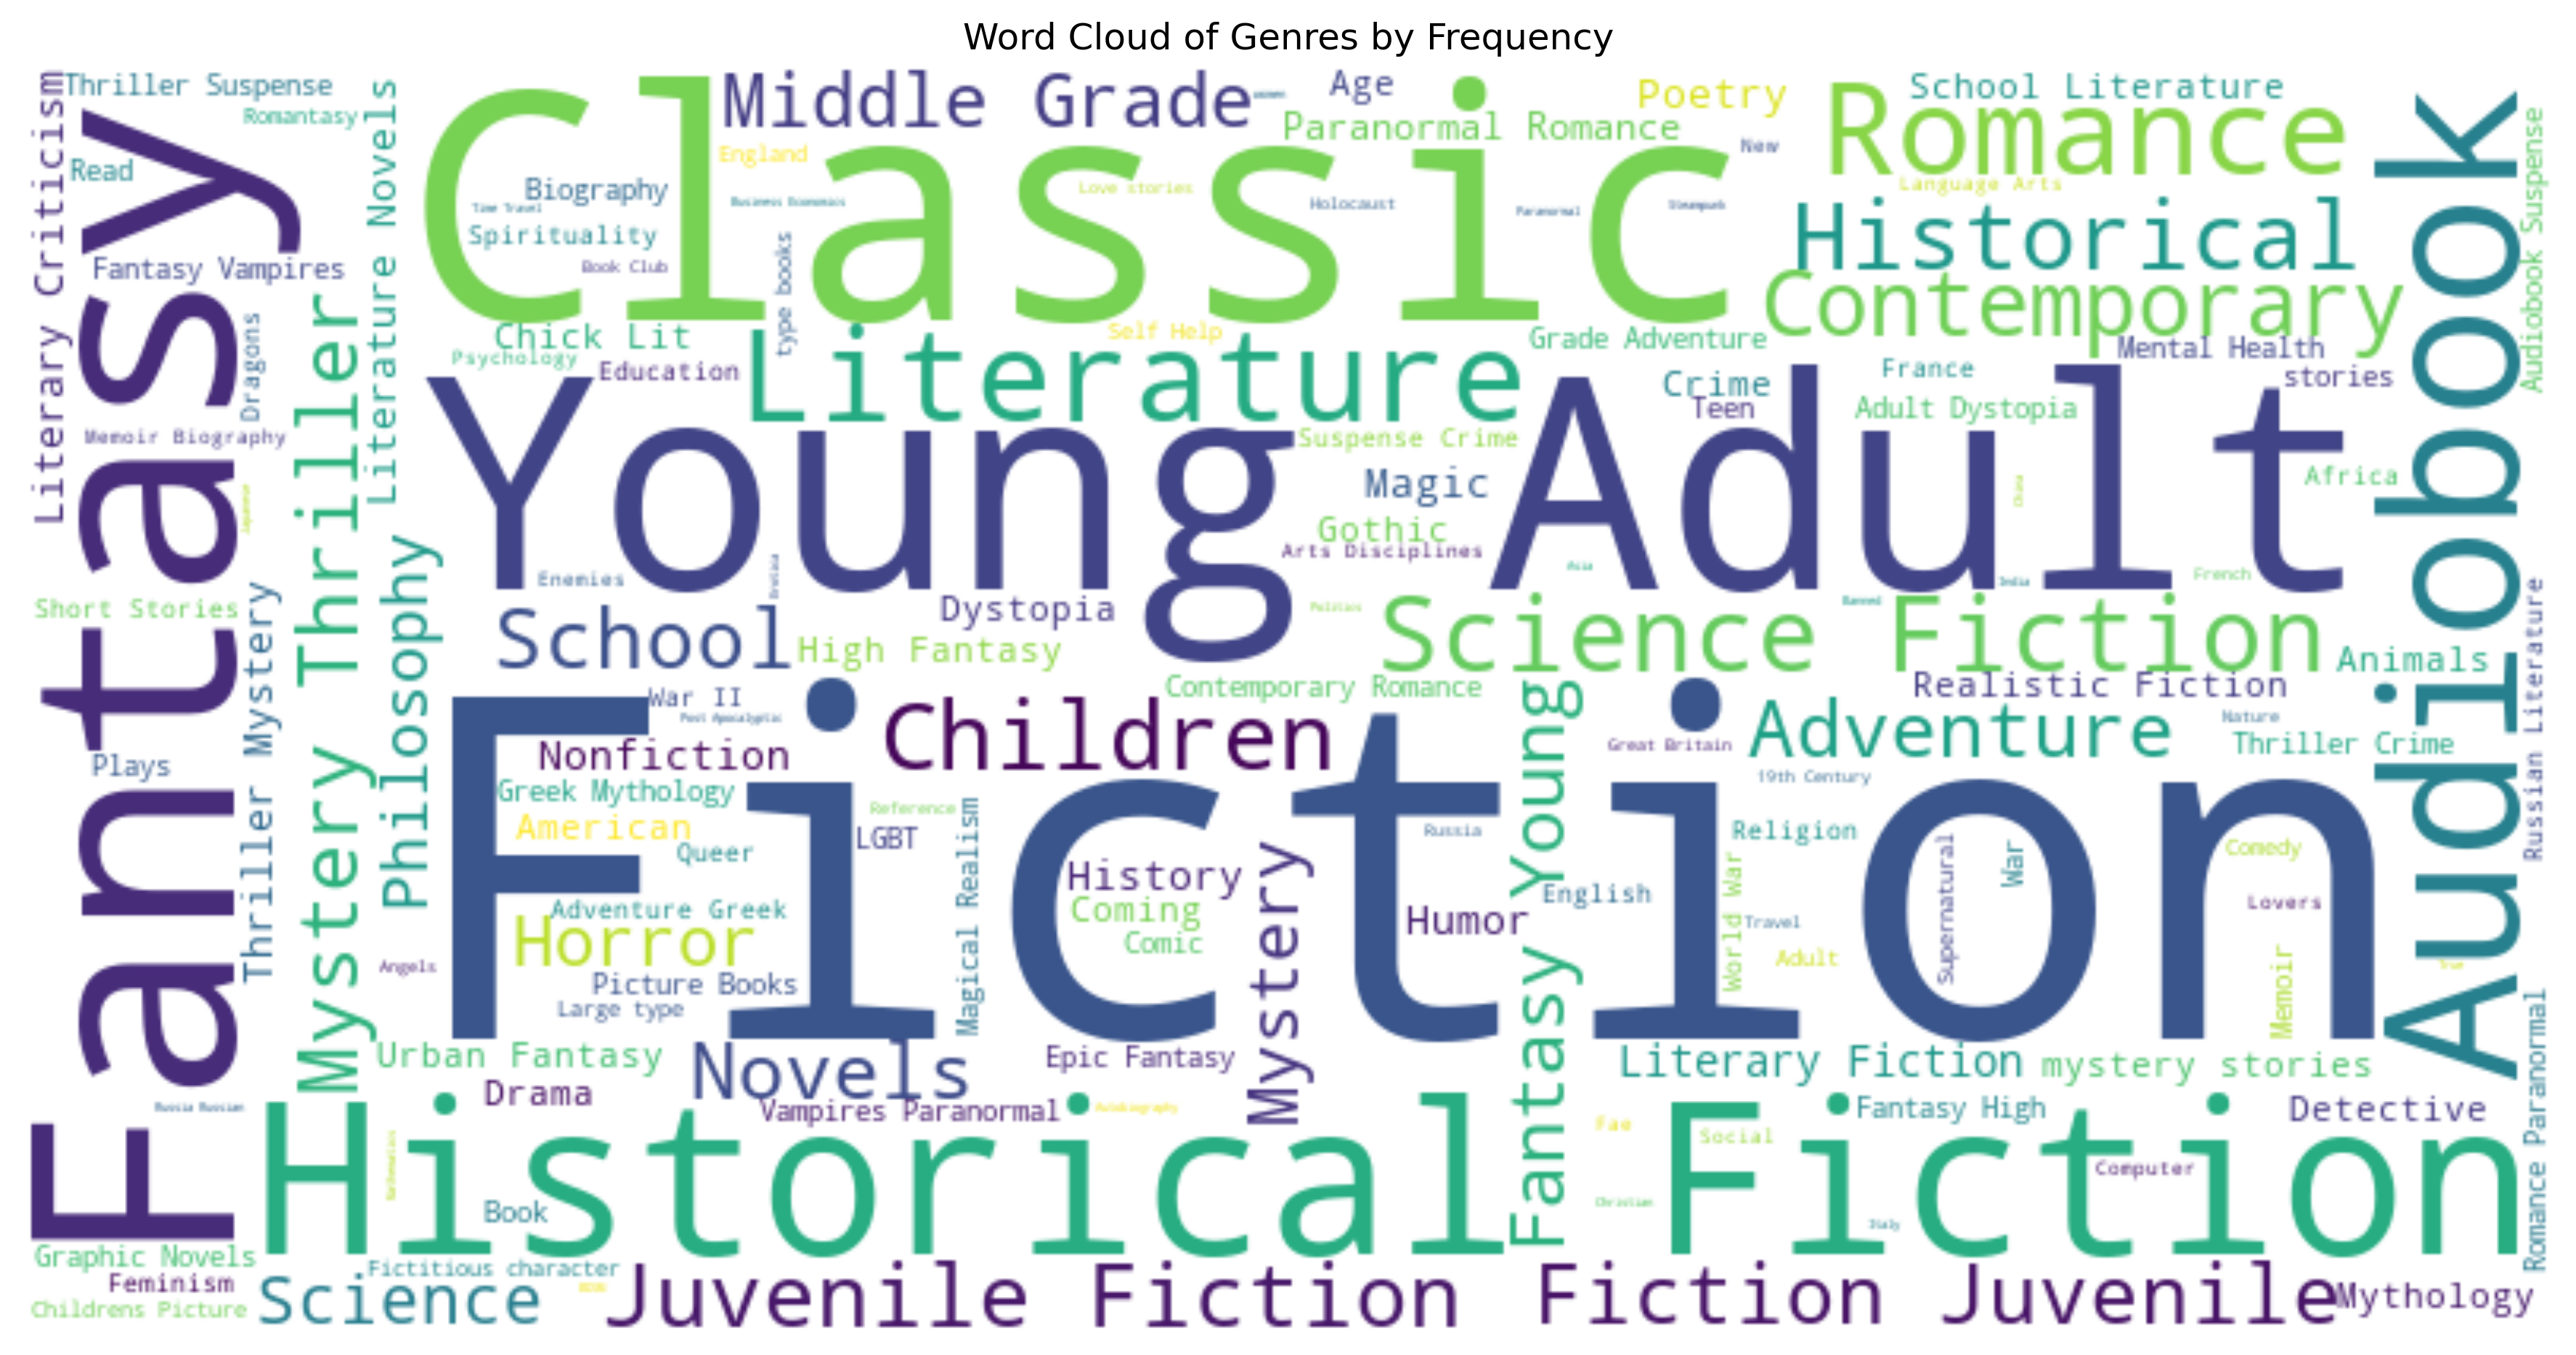 Word Cloud of Genres by Frequency
Literary Criticism
Thriller Suspense
Romantasy
Read
Fantasy
Fantasy Vampires
Dragons
Memoir Biography
Japanese
Short Stories
Thriller Mystery
Plays
Russia Russian
Literature Novels
Mystery Thriller
Philosophy
Classic
Middle Grade
England
Biography
Time Travel
Spirituality
Book Club
Business Economics
type books
Age
Paranormal Romance
Love stories
Holocaust
Poetry
New
Paranormal
Steampunk
Romance
School Literature
Language Arts
Historical
Contemporary
Audiobook
Audiobook Suspense
Chick Lit
Psychology
Education
Literature
Self Help
Grade Adventure
Crime
Teen
France
Mental Health
stories
Adult Dystopia
Young Adult
Suspense Crime
Magic
Gothic
Arts Disciplines
Asia
China
India
Africa
French
Enemies
Erotica
School
Dystopia
High Fantasy
Politics
Banned
Science Fiction
Animals
Realistic Fiction
Contemporary Romance
War II
Post Apocalyptic
Nonfiction
Children
Great Britain
Adventure
Nature
Thriller Crime
19th Century
Russian Literature
Fiction
Greek Mythology
American
Queer
Reference
LGBT
Adventure Greek
Horror
Angels
Picture Books
Large type
Magical Realism
History
Coming
Comic
Mystery
Russia
Humor
Fantasy Young
English
Religion
World War
Travel
Adult
Supernatural
War
Comedy
Lovers
Memoir
True
Urban Fantasy
Drama
Novels
Vampires Paranormal
Epic Fantasy
Autobiography
Literary Fiction
mystery stories
Fantasy High
Detective
Romance Paranormal
Historical Fiction
Mathematics
Book
Fae
Social
Christian
Computer
Italy
Graphic Novels
Feminism
Childrens Picture
Science
Fictitious character
Juvenile Fiction
Fiction Juvenile
Mythology